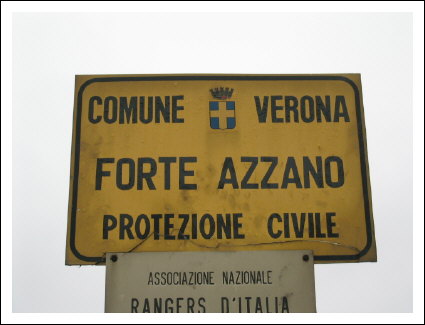 COMUNE VERONA
FORTE AZZANO
PROTEZIONE CIVILE
ASSOCIAZIONE NAZIONALE
RANGERS D'ITALIA